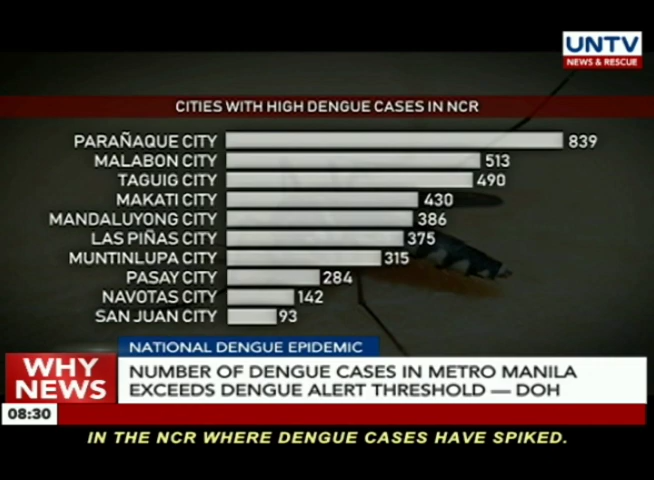 UNTV
NEWS & RESCUE
CITIES WITH HIGH DENGUE CASES IN NCR
PARAÑAQUE CITY 839
MALABON CITY 513
TAGUIG CITY 490
MAKATI CITY 430
MANDALUYONG CITY 386
LAS PIÑAS CITY 375
MUNTINLUPA CITY 315
PASAY CITY 284
NAVOTAS CITY 142
SAN JUAN CITY 93
NATIONAL DENGUE EPIDEMIC
WHY
NEWS
NUMBER OF DENGUE CASES IN METRO MANILA
EXCEEDS DENGUE ALERT THRESHOLD — DOH
08:30
IN THE NCR WHERE DENGUE CASES HAVE SPIKED.